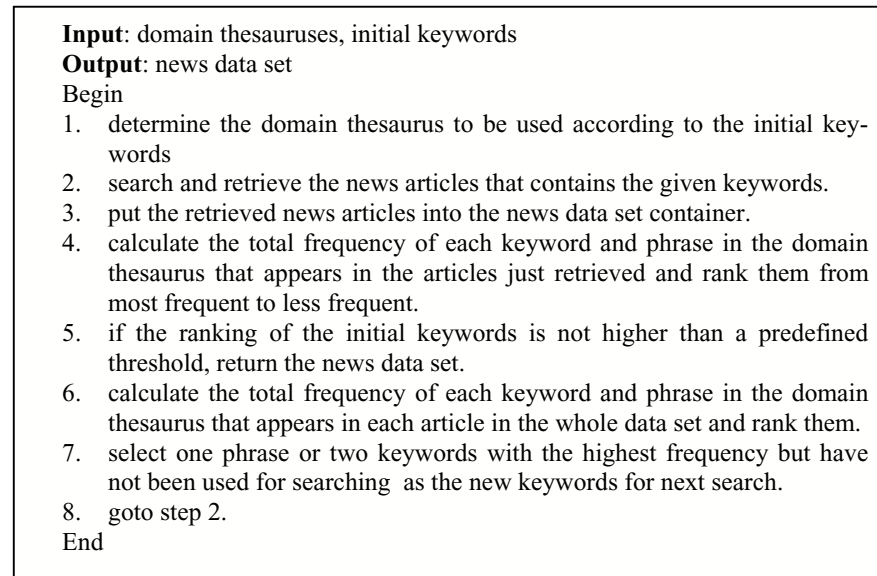 Input: domain thesauruses, initial keywords
Output: news data set
Begin
1. determine the domain thesaurus to be used according to the initial key-
words
2. search and retrieve the news articles that contains the given keywords.
3. put the retrieved news articles into the news data set container.
4. calculate the total frequency of each keyword and phrase in the domain
thesaurus that appears in the articles just retrieved and rank them from
most frequent to less frequent.
5. if the ranking of the initial keywords is not higher than a predefined
threshold, return the news data set.
6. calculate the total frequency of each keyword and phrase in the domain
thesaurus that appears in each article in the whole data set and rank them.
7. select one phrase or two keywords with the highest frequency but have
not been used for searching as the new keywords for next search.
8. goto step 2.
End